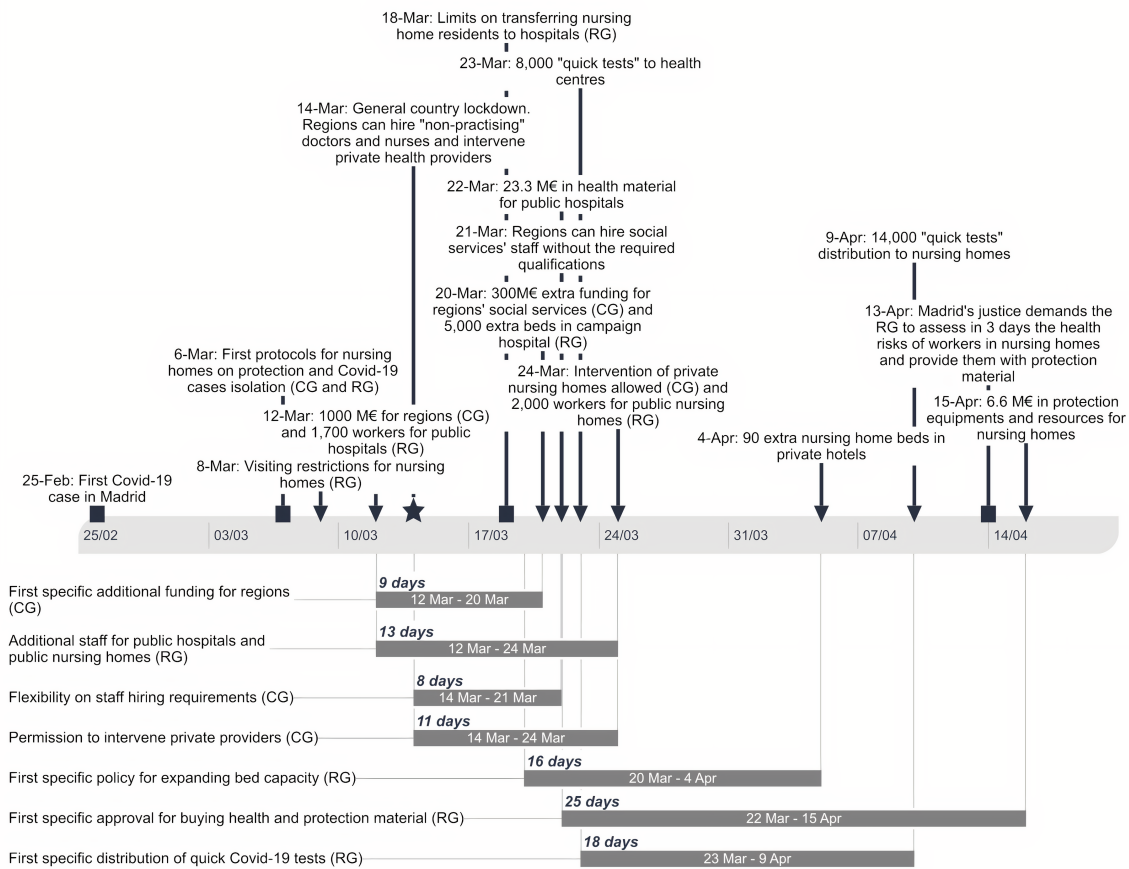 18-Mar: Limits on transferring nursing
home residents to hospitals (RG)
23-Mar: 8,000 "quick tests" to health
centres
14-Mar: General country lockdown.
Regions can hire "non-practising"
doctors and nurses and intervene
private health providers
22-Mar: 23.3 M€ in health material
for public hospitals
21-Mar: Regions can hire social
services' staff without the required
qualifications
9-Apr: 14,000 "quick tests"
distribution to nursing homes
20-Mar: 300M€ extra funding for
regions' social services (CG) and
5,000 extra beds in campaign
hospital (RG)
13-Apr: Madrid's justice demands the
RG to assess in 3 days the health
risks of workers in nursing homes
and provide them with protection
material
6-Mar: First protocols for nursing
homes on protection and Covid-19
cases isolation (CG and RG)
24-Mar: Intervention of private
nursing homes allowed (CG) and
2,000 workers for public nursing
homes (RG)
15-Apr: 6.6 M€ in protection
equipments and resources for
nursing homes
12-Mar: 1000 M€ for regions (CG)
and 1,700 workers for public
hospitals (RG)
4-Apr: 90 extra nursing home beds in
private hotels
8-Mar: Visiting restrictions for nursing
homes (RG)
25-Feb: First Covid-19
case in Madrid
25/02
03/03
10/03
17/03
24/03
31/03
07/04
14/04
First specific additional funding for regions
(CG)
9 days
12 Mar - 20 Mar
Additional staff for public hospitals and
public nursing homes (RG)
13 days
12 Mar - 24 Mar
Flexibility on staff hiring requirements (CG)
8 days
14 Mar - 21 Mar
Permission to intervene private providers (CG)
11 days
14 Mar - 24 Mar
First specific policy for expanding bed capacity (RG)
16 days
20 Mar - 4 Apr
First specific approval for buying health and protection material (RG)
25 days
22 Mar - 15 Apr
First specific distribution of quick Covid-19 tests (RG)
18 days
23 Mar - 9 Apr